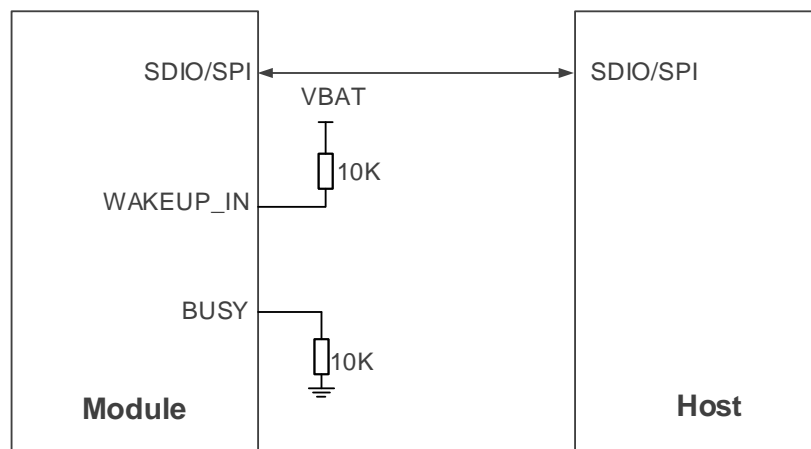 SDIO/SPI
SDIO/SPI
VBAT
10K
WAKEUP_IN
BUSY
10K
Module
Host